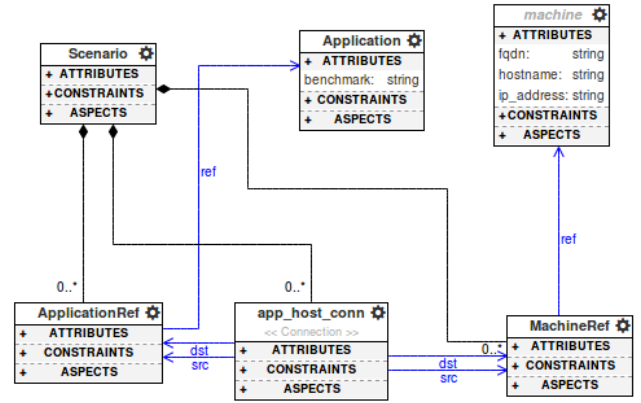 Scenario
+ ATTRIBUTES
+CONSTRAINTS
+ ASPECTS
Application
+ ATTRIBUTES
benchmark: string
+ CONSTRAINTS
+ ASPECTS
machine
+ ATTRIBUTES
fqdn: string
hostname: string
ip_address: string
+CONSTRAINTS
+ ASPECTS
ref
ref
0..*
0..*
0..*
ApplicationRef
+ ATTRIBUTES
+ CONSTRAINTS
+ ASPECTS
dst
src
app_host_conn
<< Connection >>
+ ATTRIBUTES
+ CONSTRAINTS
+ ASPECTS
dst
src
MachineRef
+ ATTRIBUTES
+ CONSTRAINTS
+ ASPECTS